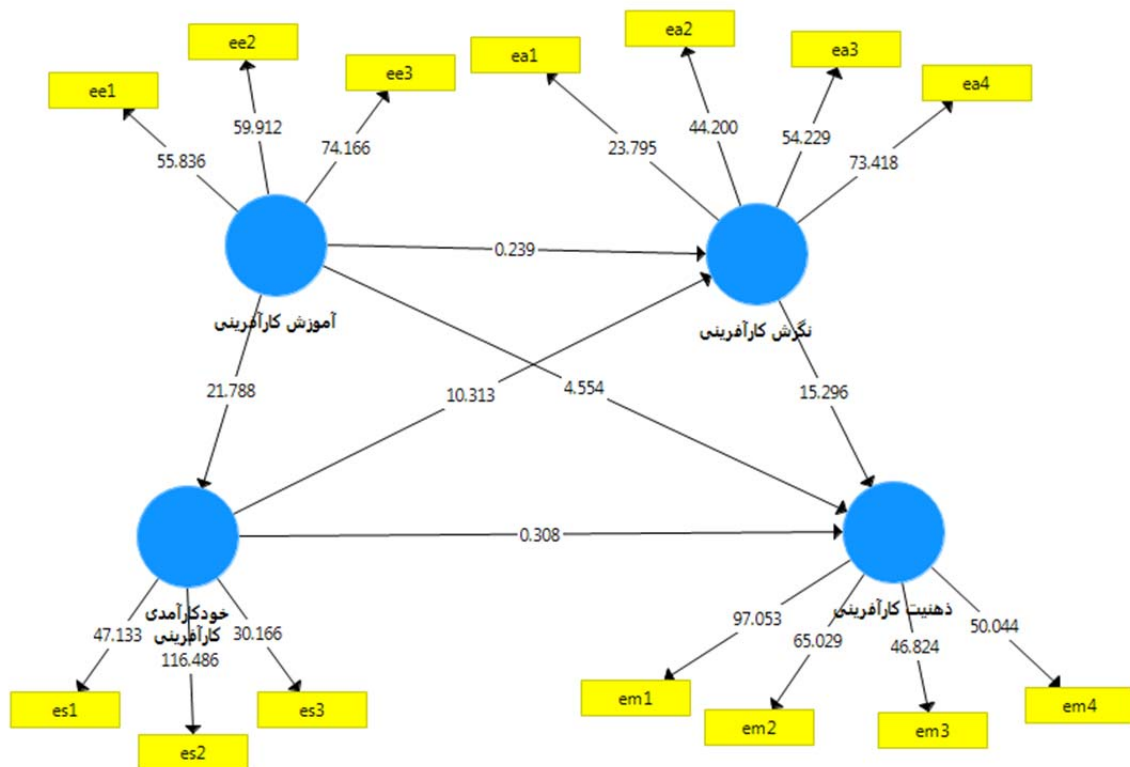 ee2
ea2
ea1
ea3
ee3
ea4
ee1
59.912
44.200
54.229
23.795
74.166
73.418
55.836
0.239
آموزش کارآفرینی
نگرش کارآفرینی
21.788
10.313
4.554
15.296
0.308
خودکارآمدی
کارآفرینی
ذهنیت کارآفرینی
47.133
30.166
116.486
97.053
65.029
46.824
50.044
es1
es2
es3
em1
em2
em3
em4